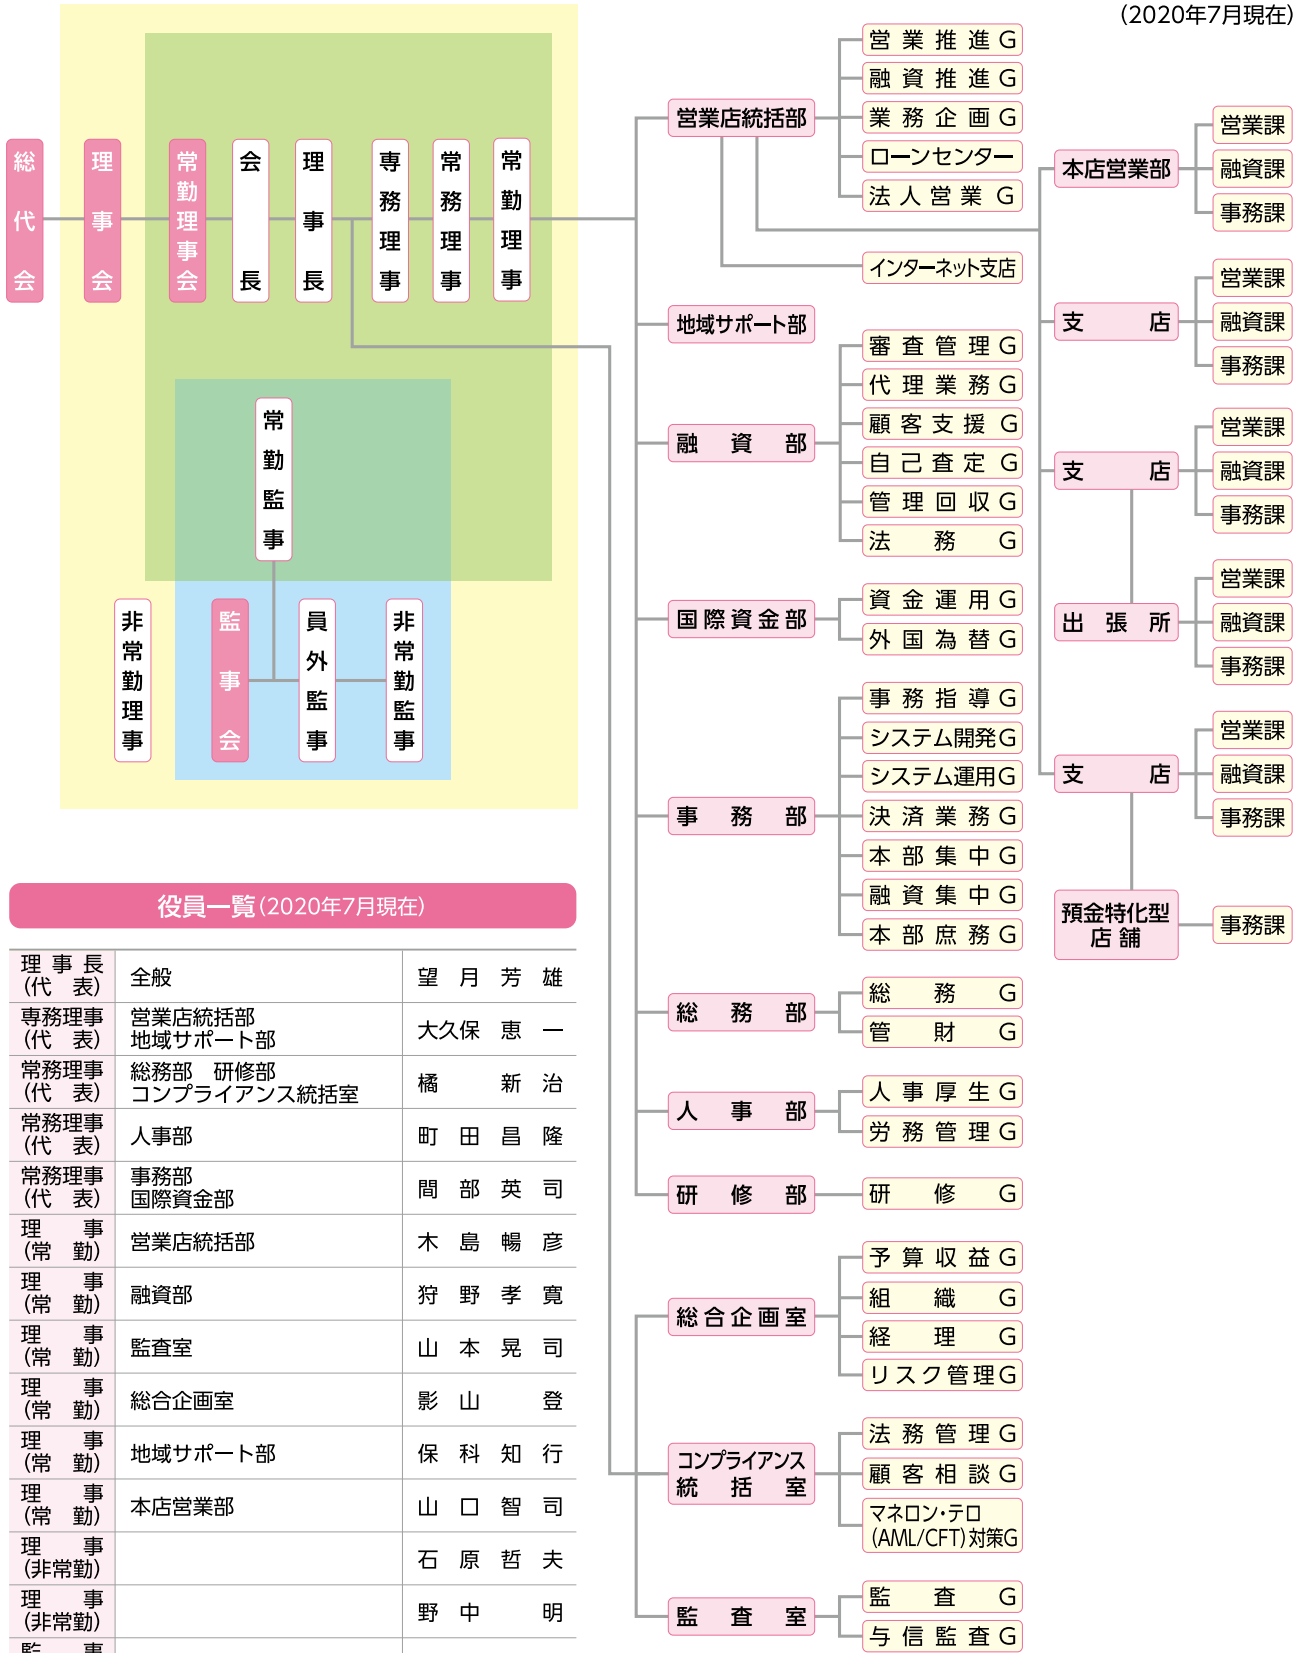 (2020年7月現在)
総代会
理事会
常勤理事会
会長
理事長
専務理事
常務理事
常勤理事
常勤監事
非常勤理事
監事会
員外監事
非常勤監事
営業店統括部
営業推進G
融資推進G
業務企画G
ローンセンター
法人営業G
インターネット支店
地域サポート部
融資部
審査管理G
代理業務G
顧客支援G
自己査定G
管理回収G
法務G
国際資金部
資金運用G
外国為替G
事務部
事務指導G
システム開発G
システム運用G
決済業務G
本部集中G
融資集中G
本部庶務G
総務部
総務G
管財G
人事部
人事厚生G
労務管理G
研修部
研修G
総合企画室
予算収益G
組織G
経理G
リスク管理G
コンプライアンス
統括室
法務管理G
顧客相談G
マネロン・テロ
(AML/CFT)対策G
監査室
監査G
与信監査G
本店営業部
営業課
融資課
事務課
支店
営業課
融資課
事務課
支店
営業課
融資課
事務課
出張所
営業課
融資課
事務課
支店
営業課
融資課
事務課
預金特化型
店舗
事務課
役員一覧(2020年7月現在)
理事長
(代 表) 全般 望月芳雄
専務理事 営業店統括部
(代 表) 地域サポート部 大久保恵一
常務理事 総務部 研修部
(代 表) コンプライアンス統括室 橘新治
常務理事
(代 表) 人事部 町田昌隆
常務理事 事務部
(代 表) 国際資金部 間部英司
理事
(常 勤) 営業店統括部 木島暢彦
理事
(常 勤) 融資部 狩野孝寛
理事
(常 勤) 監査室 山本晃司
理事
(常 勤) 総合企画室 影山登
理事
(常 勤) 地域サポート部 保科知行
理事
(常 勤) 本店営業部 山口智司
理事
(非常勤) 石原哲夫
理事
(非常勤) 野中明
監事